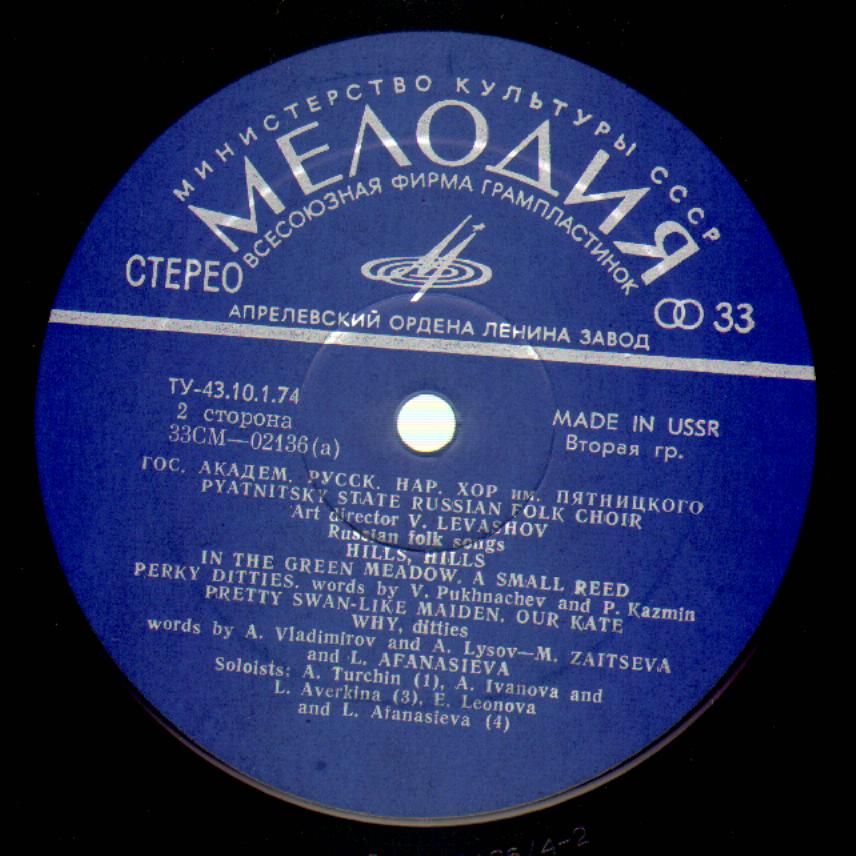 МИНИСТЕРСТВО КУЛЬТУРЫ СССР
МЕЛОДИЯ
ВСЕСОЮЗНАЯ ФИРМА ГРАМПЛАСТИНОК
СТЕРЕО
33
АПРЕЛЕВСКИЙ ОРДЕНА ЛЕНИНА ЗАВОД
ТУ-43.10.1.74
2 сторона
33СМ—02136(а)
MADE IN USSR
Вторая гр.
ГОС. АКАДЕМ. РУССК. НАР. ХОР им. ПЯТНИЦКОГО
PYATNITSKY STATE RUSSIAN FOLK CHOIR
Art director V. LEVASHOV
Russian folk songs
HILLS, HILLS
IN THE GREEN MEADOW. A SMALL REED
PERKY DITTIES. words by V. Pukhnachev and P. Kazmin
PRETTY SWAN-LIKE MAIDEN. OUR KATE
WHY, ditties
words by A. Vladimirov and A. Lysov—M. ZAITSEVA
and L. AFANASIEVA
Soloists: A. Turchin (1), A. Ivanova and
L. Averkina (3), E. Leonova
and L. Afanasieva (4)